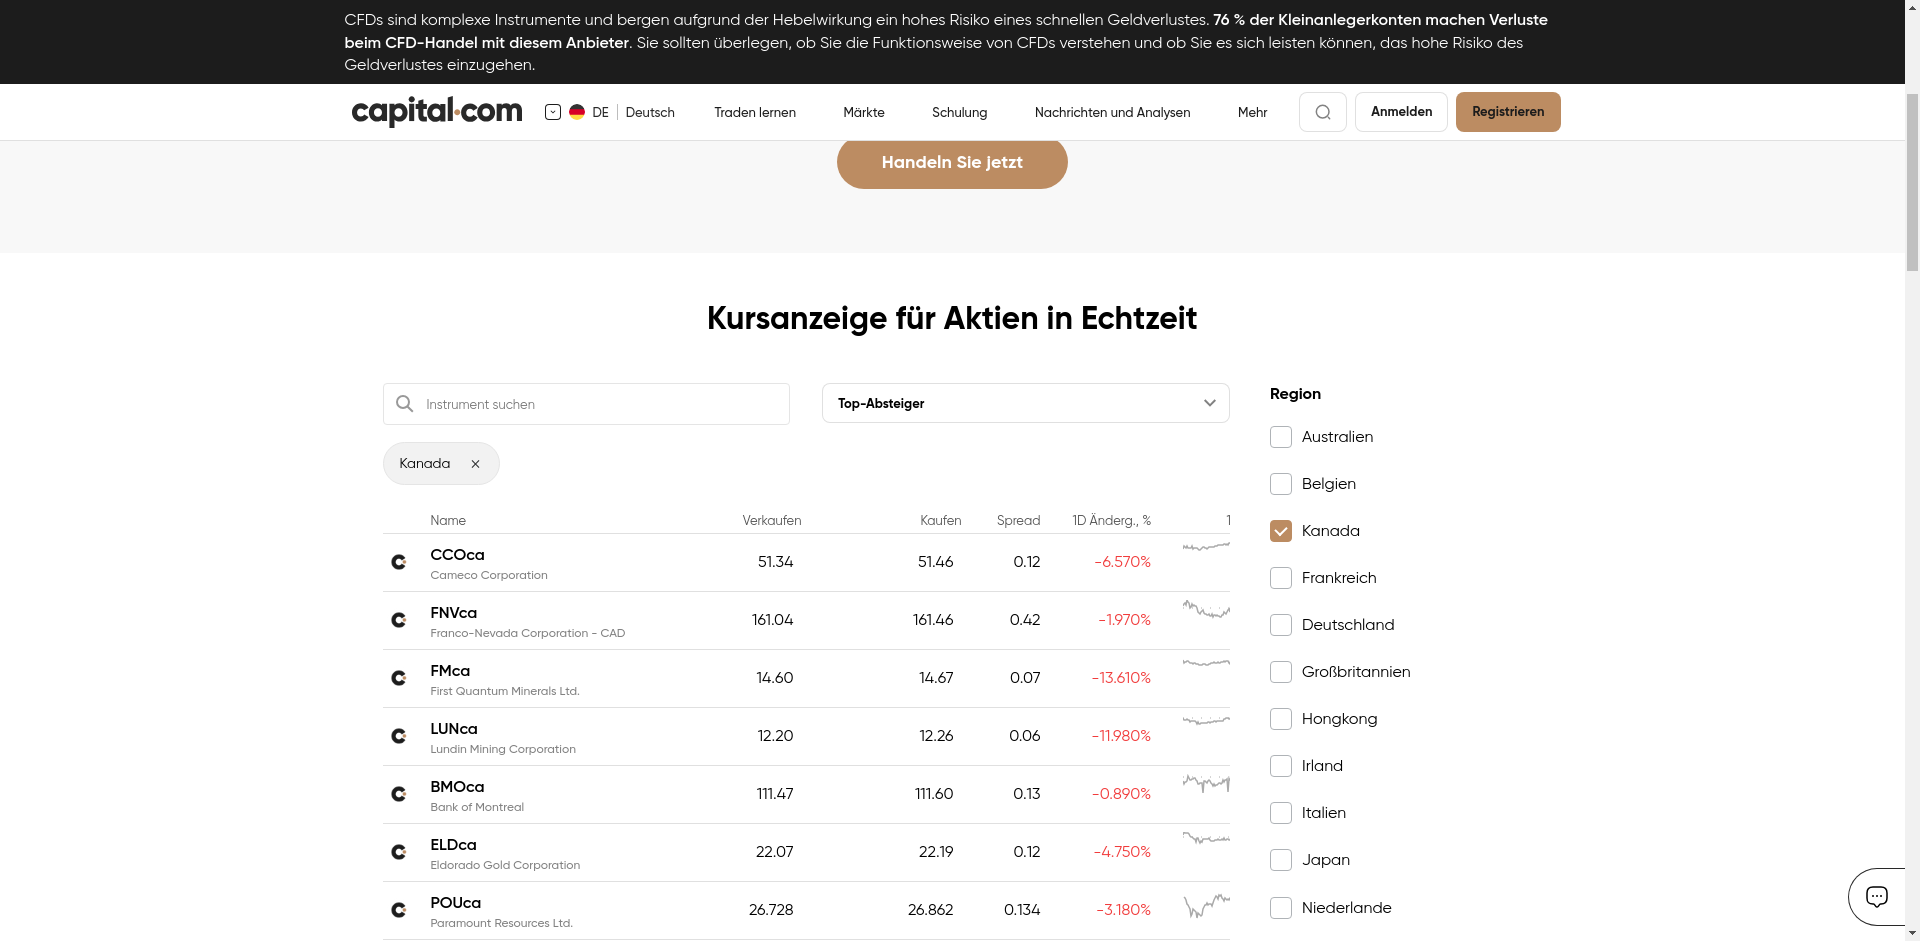 CFDs sind komplexe Instrumente und bergen aufgrund der Hebelwirkung ein hohes Risiko eines schnellen Geldverlustes. 76 % der Kleinanlegerkonten machen Verluste
beim CFD-Handel mit diesem Anbieter. Sie sollten überlegen, ob Sie die Funktionsweise von CFDs verstehen und ob Sie es sich leisten können, das hohe Risiko des
Geldverlustes einzugehen.
capital.com DE Deutsch Traden lernen Märkte Schulung Nachrichten und Analysen Mehr Anmelden Registrieren
Handeln Sie jetzt
Kursanzeige für Aktien in Echtzeit
Instrument suchen
Top-Absteiger
Kanada
Name Verkaufen Kaufen Spread 1D Änderg., % 1
CCOca 51.34 51.46 0.12 -6.570%
Cameco Corporation
FNVca 161.04 161.46 0.42 -1.970%
Franco-Nevada Corporation - CAD
FMca 14.60 14.67 0.07 -13.610%
First Quantum Minerals Ltd.
LUNca 12.20 12.26 0.06 -11.980%
Lundin Mining Corporation
BMOca 111.47 111.60 0.13 -0.890%
Bank of Montreal
ELDca 22.07 22.19 0.12 -4.750%
Eldorado Gold Corporation
POUca 26.728 26.862 0.134 -3.180%
Paramount Resources Ltd.
Region
Australien
Belgien
Kanada
Frankreich
Deutschland
Großbritannien
Hongkong
Irland
Italien
Japan
Niederlande